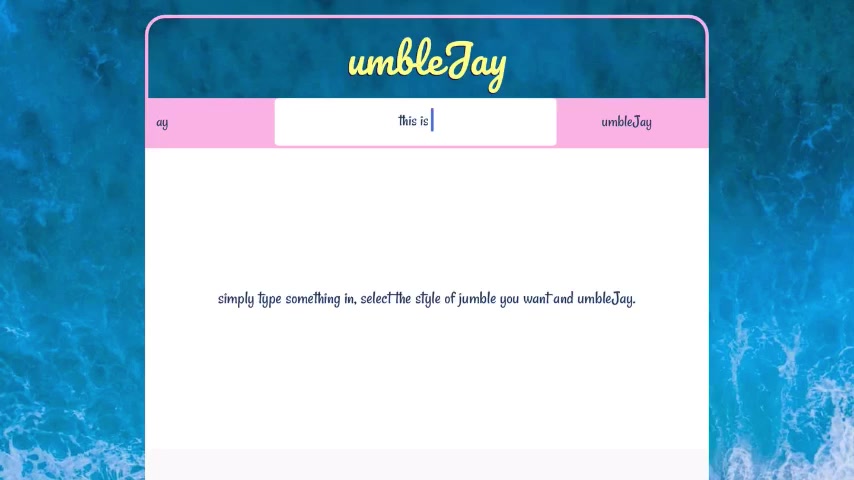 umbleJay
ay this is umbleJay
simply type something in, select the style of jumble you want and umbleJay.